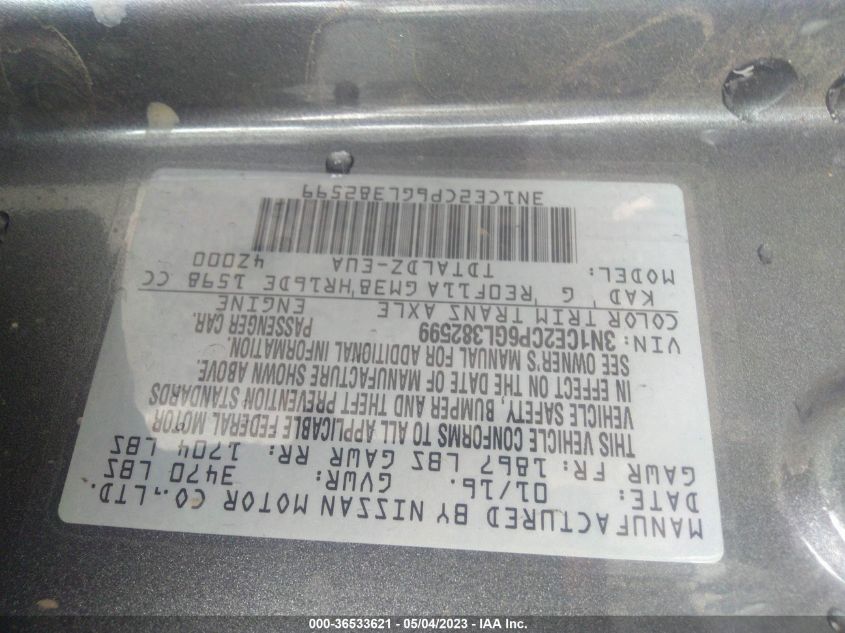 MANUFACTURED BY NISSAN MOTOR CO.,LTD.
DATE: 01/16. GVWR: 3470 LBS
GAWR FR: 1867 LBS GAWR RR: 1704 LBS
THIS VEHICLE CONFORMS TO ALL APPLICABLE FEDERAL MOTOR
VEHICLE SAFETY, BUMPER AND THEFT PREVENTION STANDARDS
IN EFFECT ON THE DATE OF MANUFACTURE SHOWN ABOVE.
SEE OWNER'S MANUAL FOR ADDITIONAL INFORMATION.
VIN: 3N1CE2CP6GL382599 PASSENGER CAR.
COLOR TRIM TRANS AXLE ENGINE
KAD' G 'RE0F11A GM38'HR16DE 1598 CC
MODEL: TDTALDZ-EUA 4Z000
3N1CE2CP6GL382599
000-36533621 - 05/04/2023 - IAA Inc.